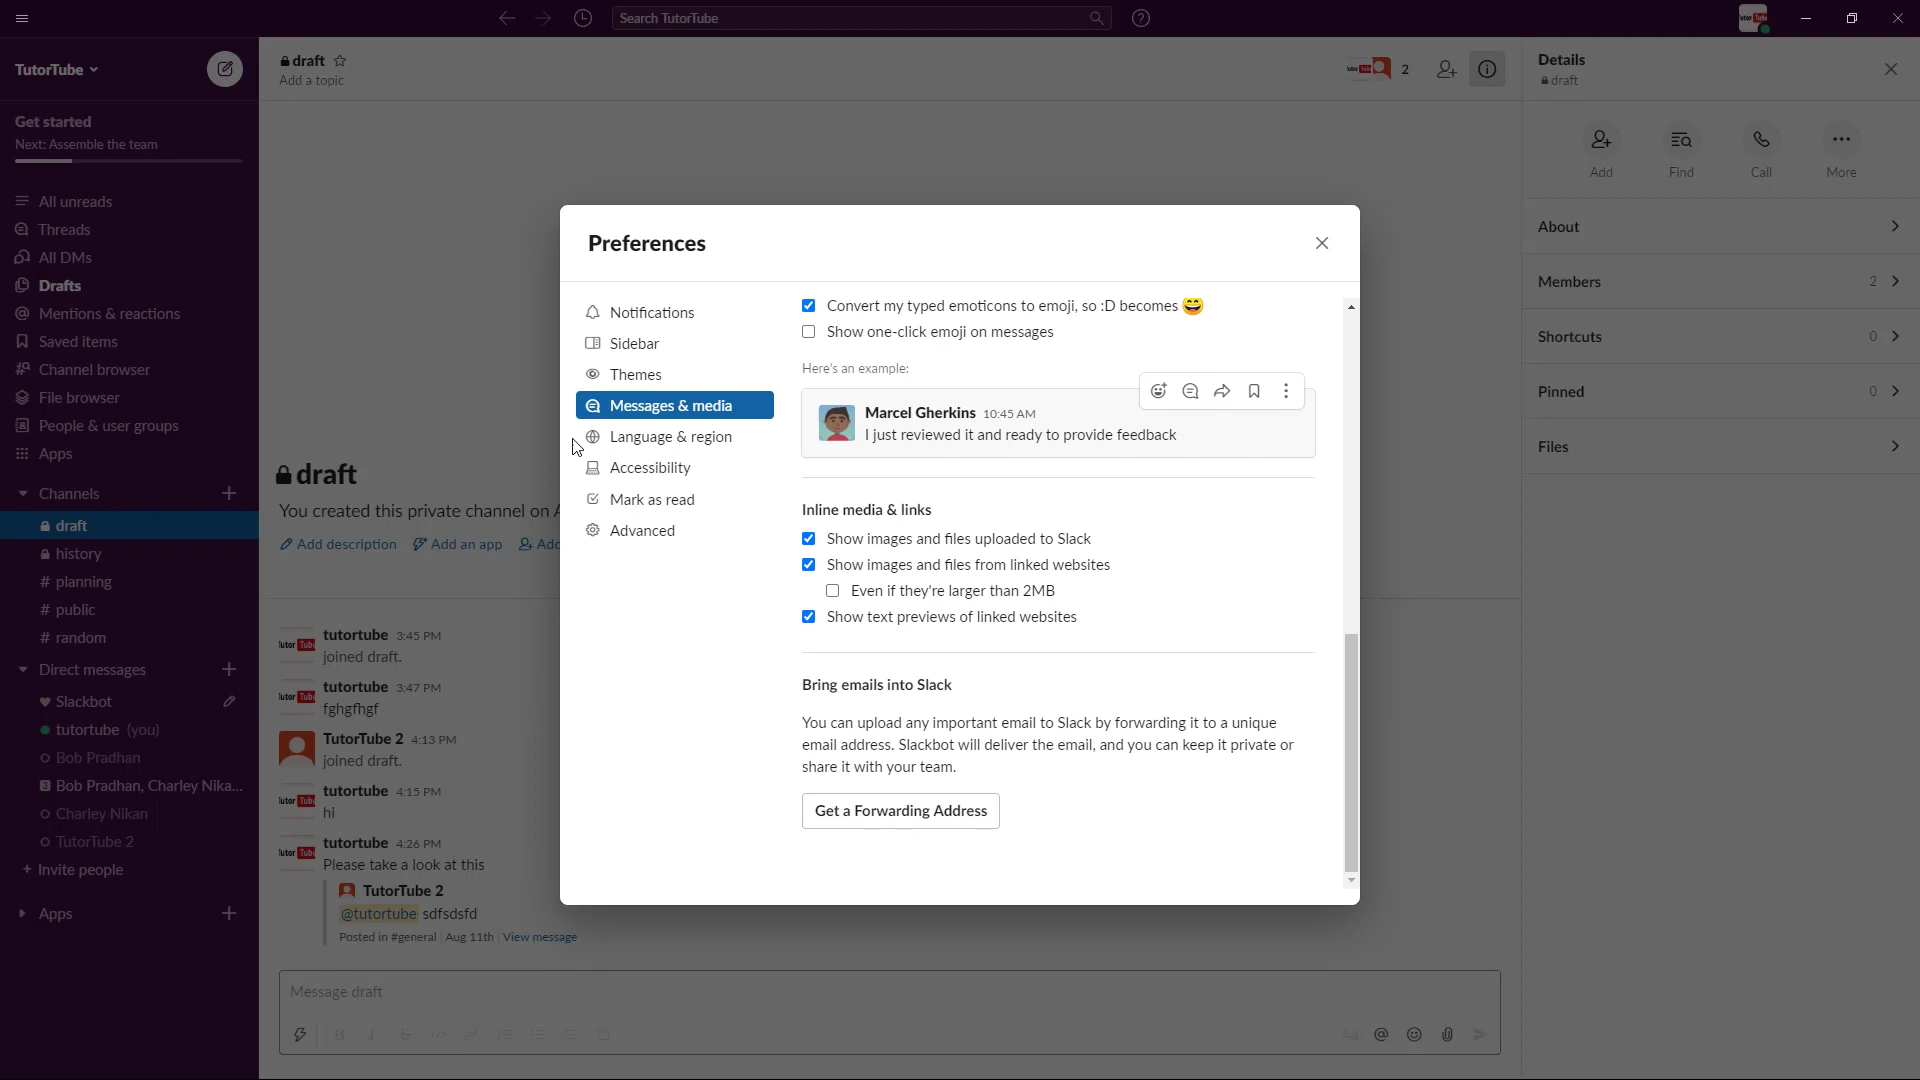 Search TutorTube
TutorTube
Get started
Next: Assemble the team
All unreads
Threads
All DMs
Drafts
Mentions & reactions
Saved items
Channel browser
File browser
People & user groups
Apps
Channels
draft
history
# planning
# public
# random
Direct messages
Slackbot
tutortube (you)
Bob Pradhan
3 Bob Pradhan, Charley Nika...
Charley Nikan
TutorTube 2
+ Invite people
Apps
draft
Add a topic
2
draft
You created this private channel on A
Add description Add an app Add
tutortube 3:45 PM
joined draft.
tutortube 3:47 PM
fghgfhgf
TutorTube 2 4:13 PM
joined draft.
tutortube 4:15 PM
hi
tutortube 4:26 PM
Please take a look at this
TutorTube 2
@tutortube sdfsdsfd
Posted in #general Aug 11th View message
Message draft
Preferences
Notifications
Sidebar
Themes
Messages & media
Language & region
Accessibility
Mark as read
Advanced
Convert my typed emoticons to emoji, so :D becomes 😄
Show one-click emoji on messages
Here's an example:
Marcel Gherkins 10:45 AM
I just reviewed it and ready to provide feedback
Inline media & links
Show images and files uploaded to Slack
Show images and files from linked websites
Even if they're larger than 2MB
Show text previews of linked websites
Bring emails into Slack
You can upload any important email to Slack by forwarding it to a unique
email address. Slackbot will deliver the email, and you can keep it private or
share it with your team.
Get a Forwarding Address
Details
draft
Add Find Call More
About
Members 2
Shortcuts 0
Pinned 0
Files